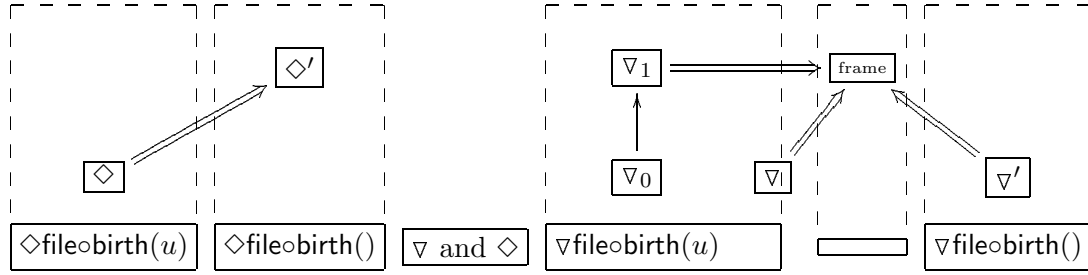 ◇′
▽₁
frame
◇
▽₀
▽
▽′
◇file∘birth(u)
◇file∘birth()
▽ and ◇
▽file∘birth(u)
▽file∘birth()